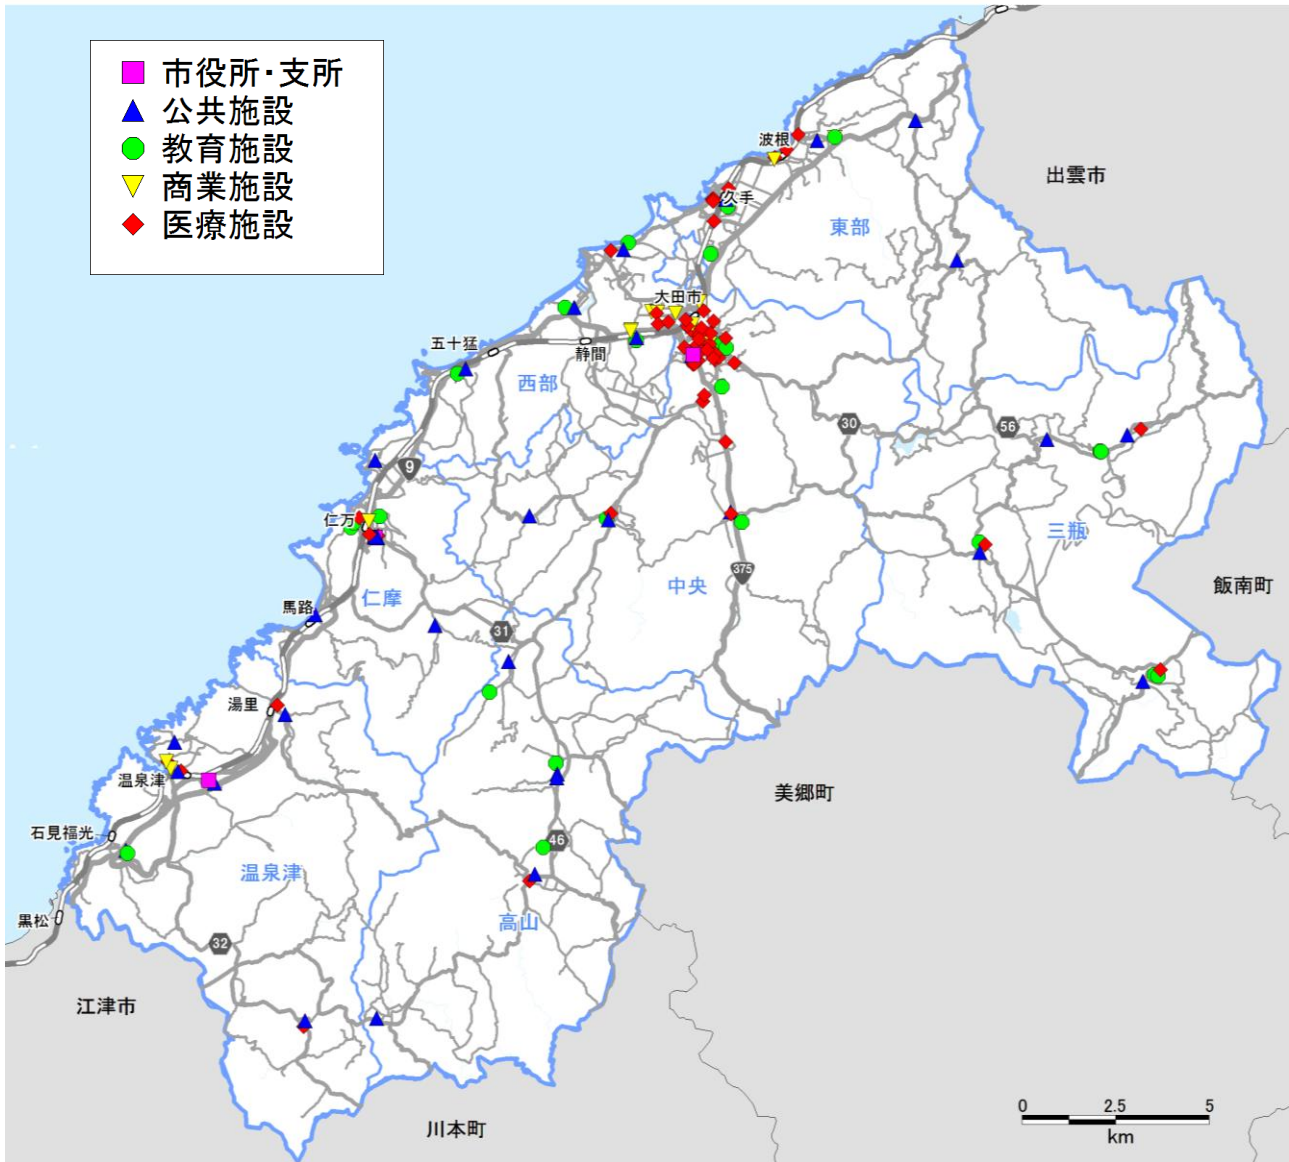 市役所・支所
公共施設
教育施設
商業施設
医療施設
波根
出雲市
久手
東部
大田市
五十猛
静間
西部
30
56
9
仁万
三瓶
375
中央
飯南町
仁摩
馬路
31
湯里
温泉津
美郷町
石見福光
46
温泉津
黒松
高山
32
江津市
川本町
0 2.5 5
km